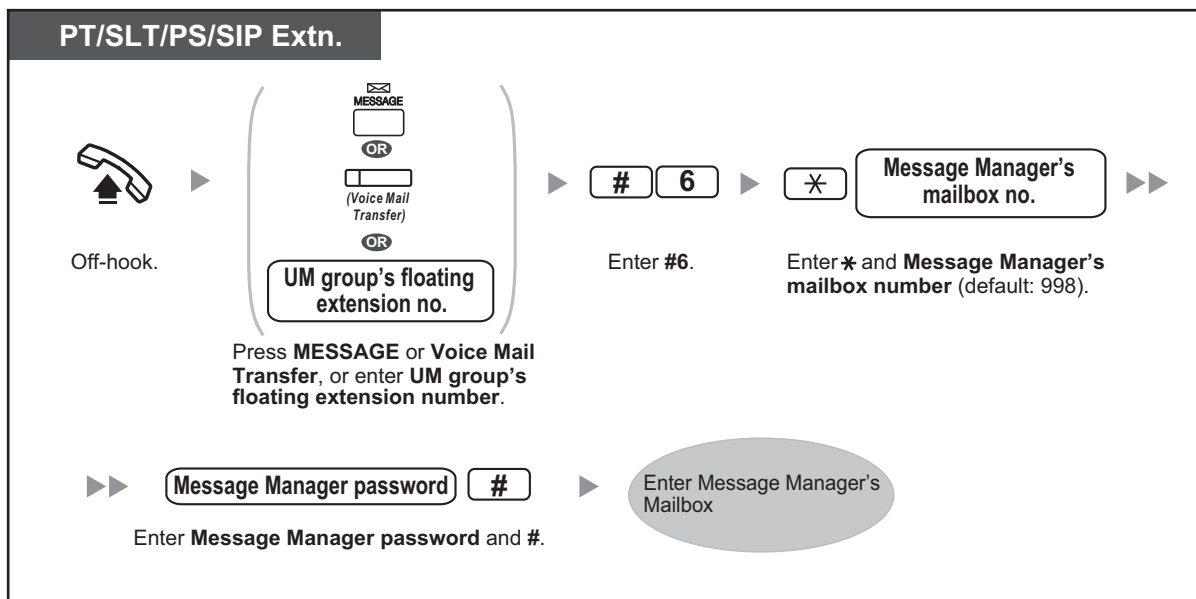 PT/SLT/PS/SIP Extn.
MESSAGE
OR
(Voice Mail
Transfer)
OR
UM group's floating
extension no.
# 6
* Message Manager's
mailbox no.
Off-hook.
Press MESSAGE or Voice Mail
Transfer, or enter UM group's
floating extension number.
Enter #6.
Enter * and Message Manager's
mailbox number (default: 998).
Message Manager password #
Enter Message Manager password and #.
Enter Message Manager's
Mailbox